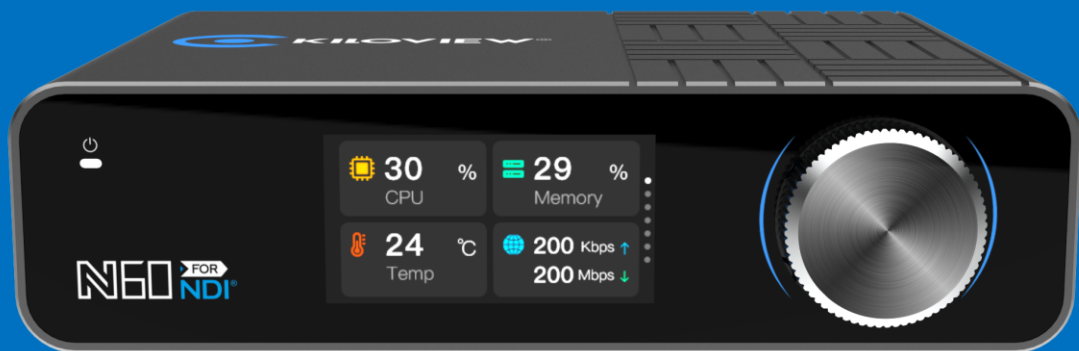 KILOVIEW
30 %
CPU
29 %
Memory
24 ℃
Temp
200 Kbps ↑
200 Mbps ↓
N60 FOR NDI®